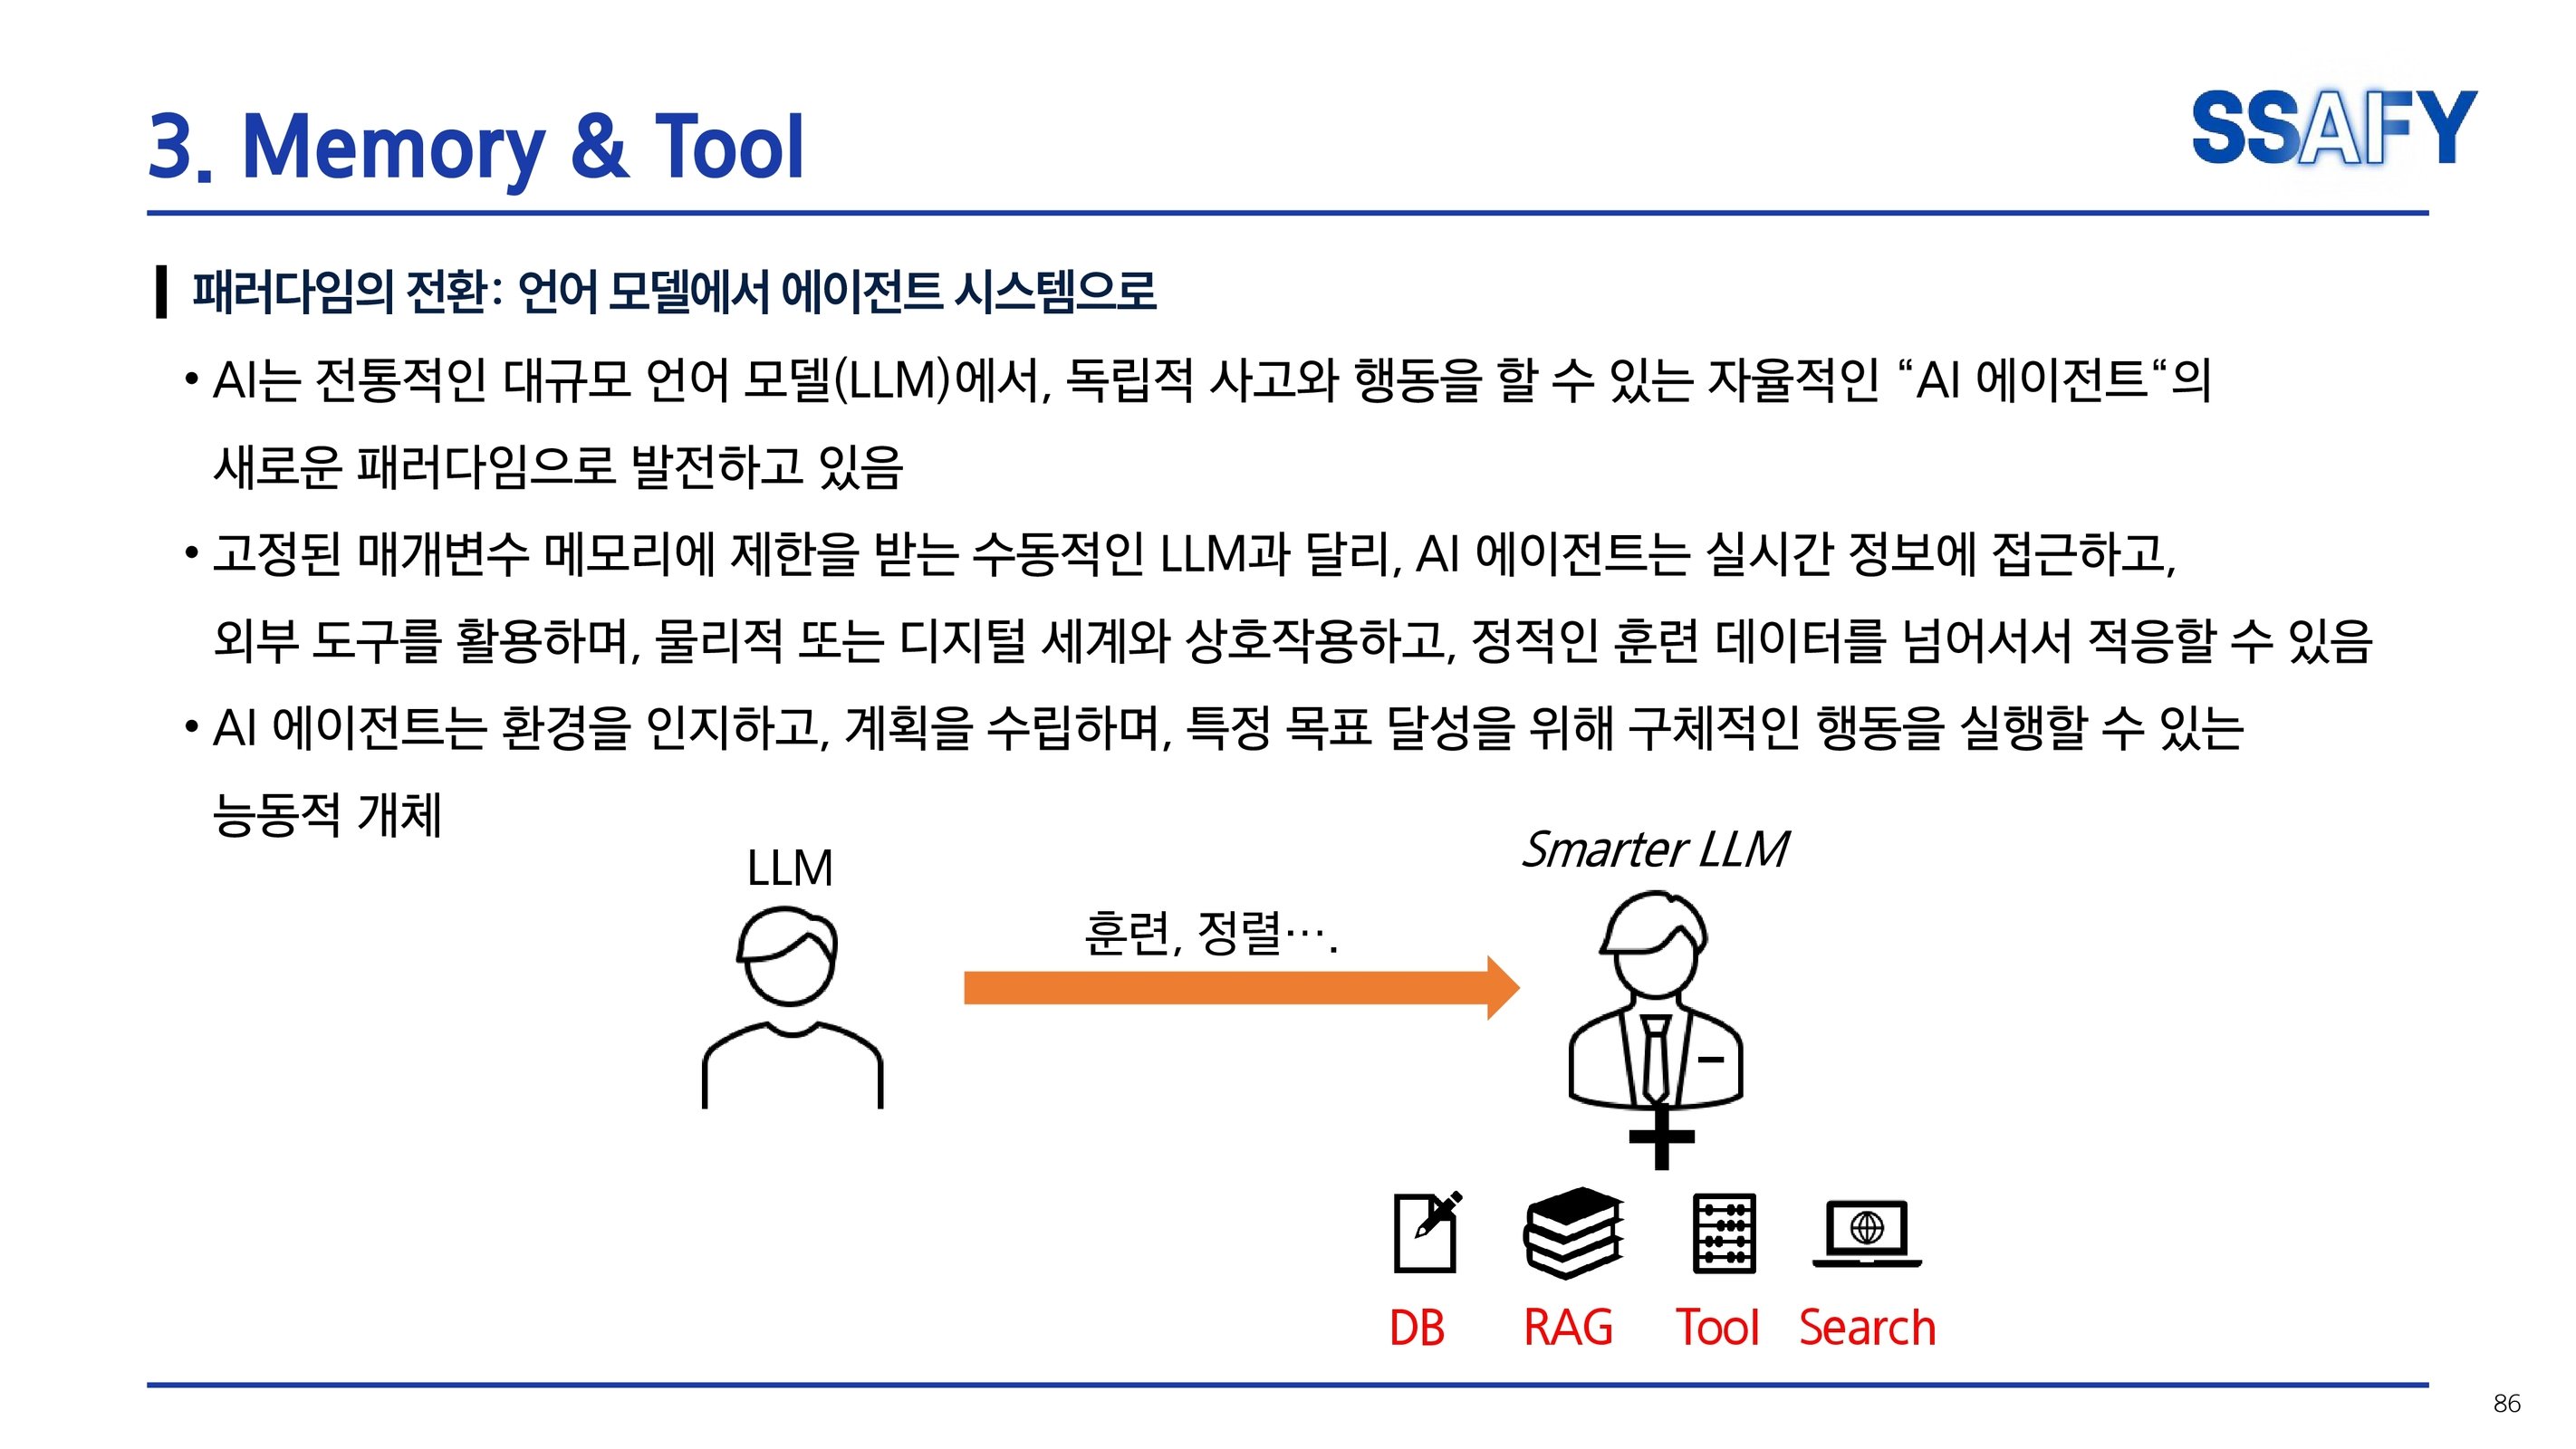 3. Memory & Tool
SSAFY
패러다임의 전환: 언어 모델에서 에이전트 시스템으로
• AI는 전통적인 대규모 언어 모델(LLM)에서, 독립적 사고와 행동을 할 수 있는 자율적인 “AI 에이전트“의
새로운 패러다임으로 발전하고 있음
• 고정된 매개변수 메모리에 제한을 받는 수동적인 LLM과 달리, AI 에이전트는 실시간 정보에 접근하고,
외부 도구를 활용하며, 물리적 또는 디지털 세계와 상호작용하고, 정적인 훈련 데이터를 넘어서서 적응할 수 있음
• AI 에이전트는 환경을 인지하고, 계획을 수립하며, 특정 목표 달성을 위해 구체적인 행동을 실행할 수 있는
능동적 개체
LLM
훈련, 정렬….
Smarter LLM
DB RAG Tool Search
86